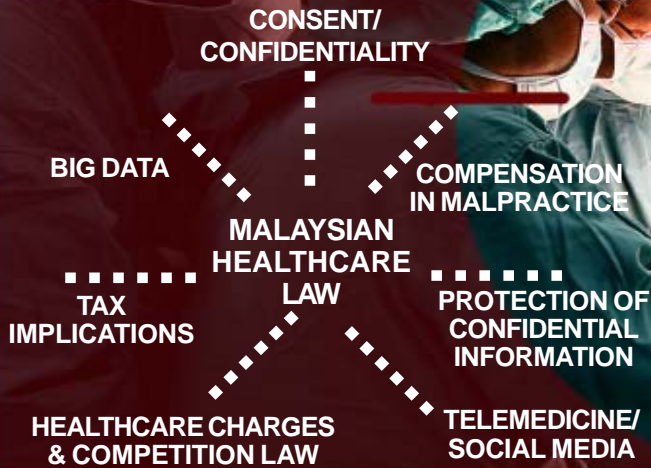 CONSENT/
CONFIDENTIALITY
BIG DATA
COMPENSATION
IN MALPRACTICE
MALAYSIAN
HEALTHCARE
LAW
TAX
IMPLICATIONS
PROTECTION OF
CONFIDENTIAL
INFORMATION
HEALTHCARE CHARGES
& COMPETITION LAW
TELEMEDICINE/
SOCIAL MEDIA